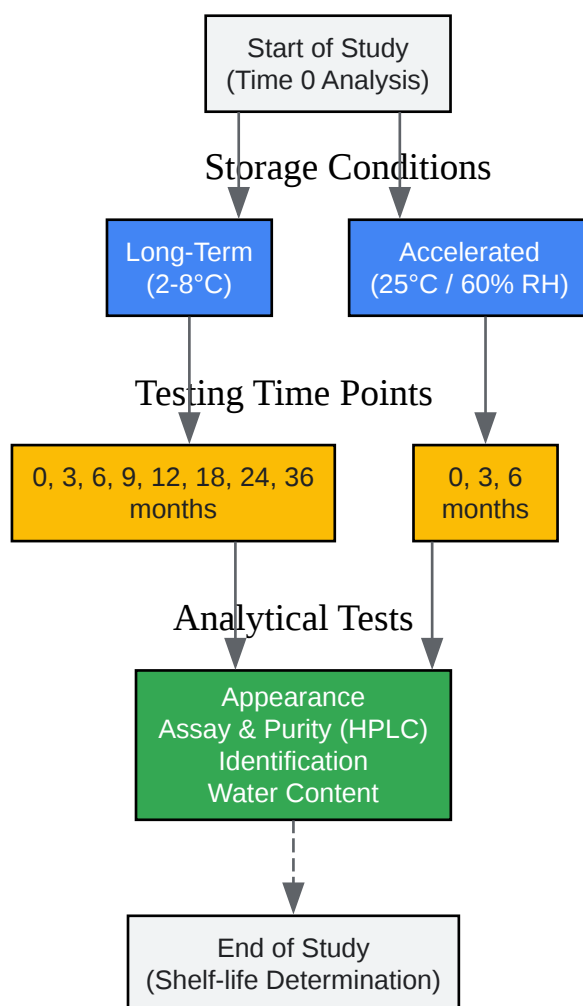 Start of Study
(Time 0 Analysis)
Storage Conditions
Long-Term
(2-8°C)
Accelerated
(25°C / 60% RH)
Testing Time Points
0, 3, 6, 9, 12, 18, 24, 36
months
0, 3, 6
months
Analytical Tests
Appearance
Assay & Purity (HPLC)
Identification
Water Content
End of Study
(Shelf-life Determination)